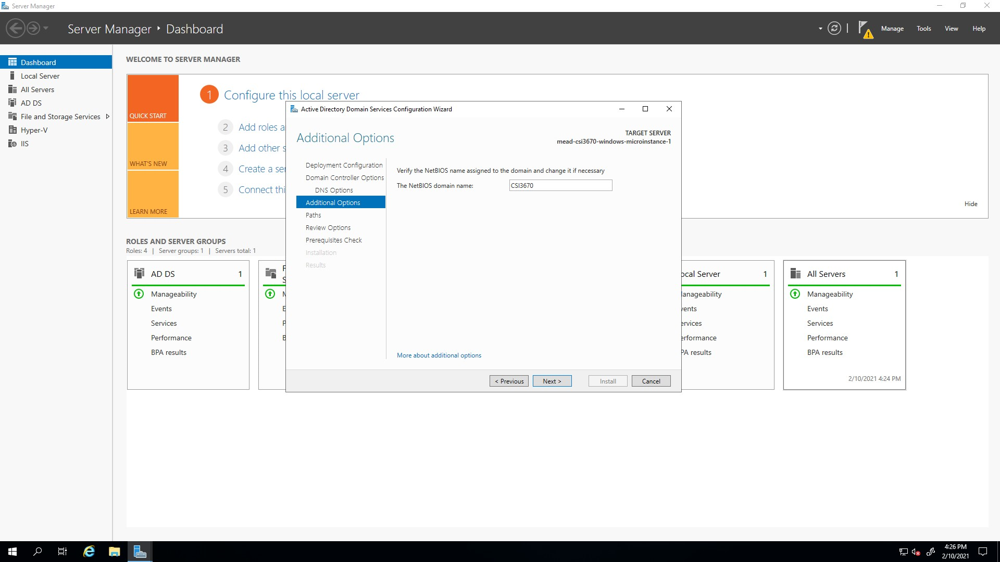 Server Manager
Server Manager ‣ Dashboard
Manage
Tools
View
Help
Dashboard
Local Server
All Servers
AD DS
File and Storage Services
Hyper-V
IIS
WELCOME TO SERVER MANAGER
QUICK START
WHAT'S NEW
LEARN MORE
1 Configure this local server
2 Add roles a
3 Add other s
4 Create a ser
5 Connect thi
Hide
Active Directory Domain Services Configuration Wizard
Additional Options
TARGET SERVER
mead-csi3670-windows-microinstance-1
Deployment Configuration
Domain Controller Options
DNS Options
Additional Options
Paths
Review Options
Prerequisites Check
Installation
Results
Verify the NetBIOS name assigned to the domain and change it if necessary
The NetBIOS domain name: CSI3670
More about additional options
< Previous
Next >
Install
Cancel
ROLES AND SERVER GROUPS
Roles: 4 | Server groups: 1 | Servers total: 1
AD DS 1
Manageability
Events
Services
Performance
BPA results
F
S
M
E
P
B
ocal Server 1
anageability
vents
ervices
erformance
PA results
All Servers 1
Manageability
Events
Services
Performance
BPA results
2/10/2021 4:24 PM
4:26 PM
2/10/2021